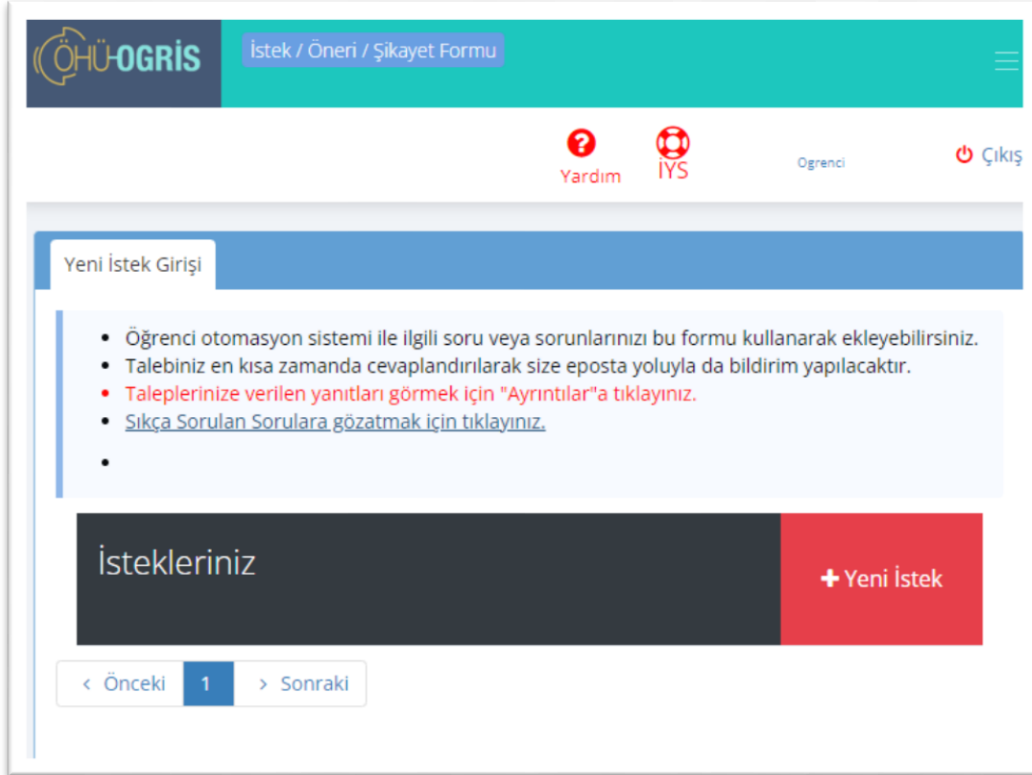 ÖHÜ-OGRİS
İstek / Öneri / Şikayet Formu
Yardım
İYS
Ogrenci
Çıkış
Yeni İstek Girişi
Öğrenci otomasyon sistemi ile ilgili soru veya sorunlarınızı bu formu kullanarak ekleyebilirsiniz.
Talebiniz en kısa zamanda cevaplandırılarak size eposta yoluyla da bildirim yapılacaktır.
Taleplerinize verilen yanıtları görmek için "Ayrıntılar"a tıklayınız.
Sıkça Sorulan Sorulara gözatmak için tıklayınız.
İstekleriniz
+ Yeni İstek
< Önceki 1 > Sonraki